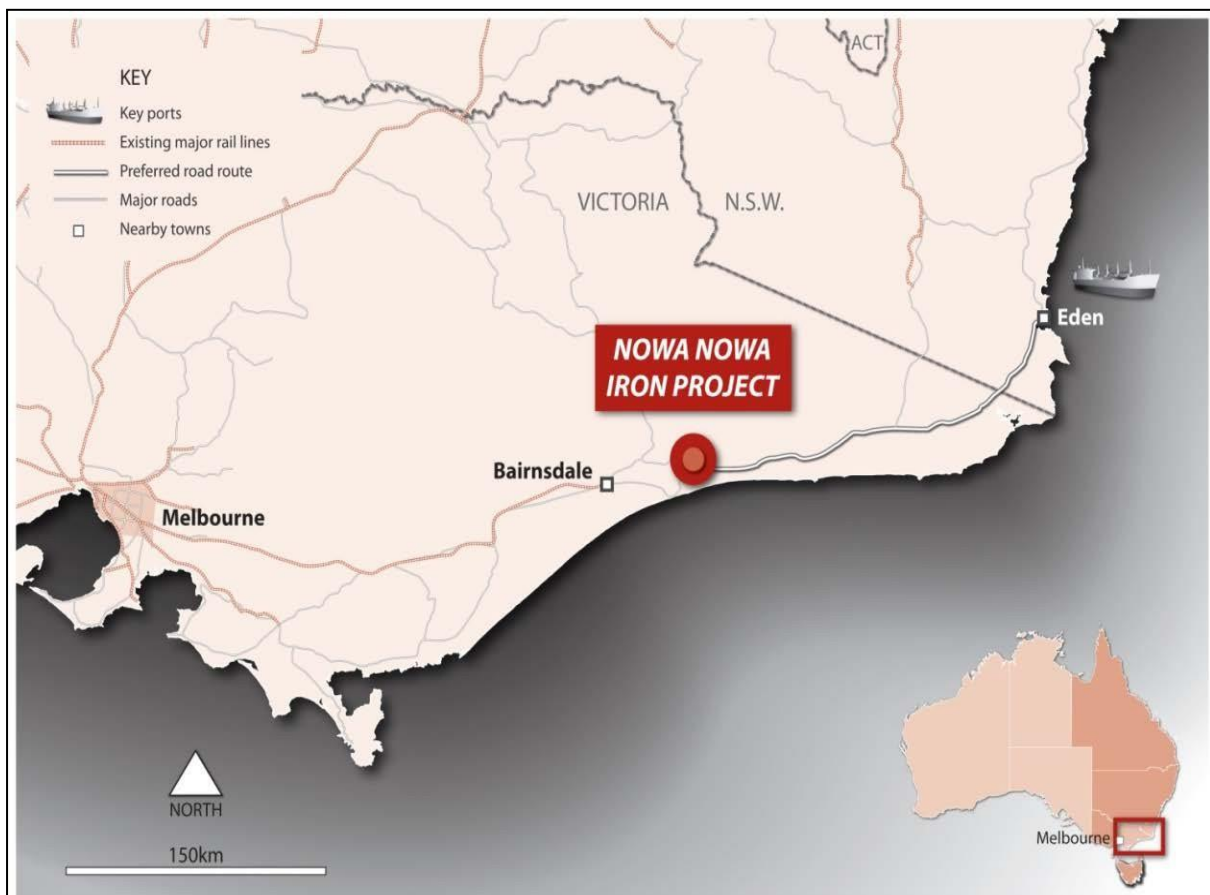 KEY
Key ports
Existing major rail lines
Preferred road route
Major roads
Nearby towns
ACT
VICTORIA
N.S.W.
Eden
NOWA NOWA
IRON PROJECT
Bairnsdale
Melbourne
NORTH
150km
Melbourne